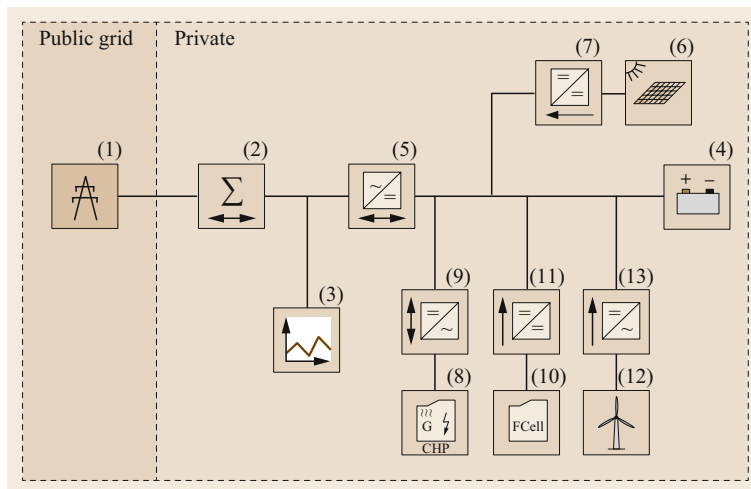 Public grid Private
(7) (6)
=
=
(1) (2) (5) (4)
Σ
~
=
+ −
(3) (9) (11) (13)
=
~
=
=
=
~
(8) (10) (12)
G
CHP
FCell